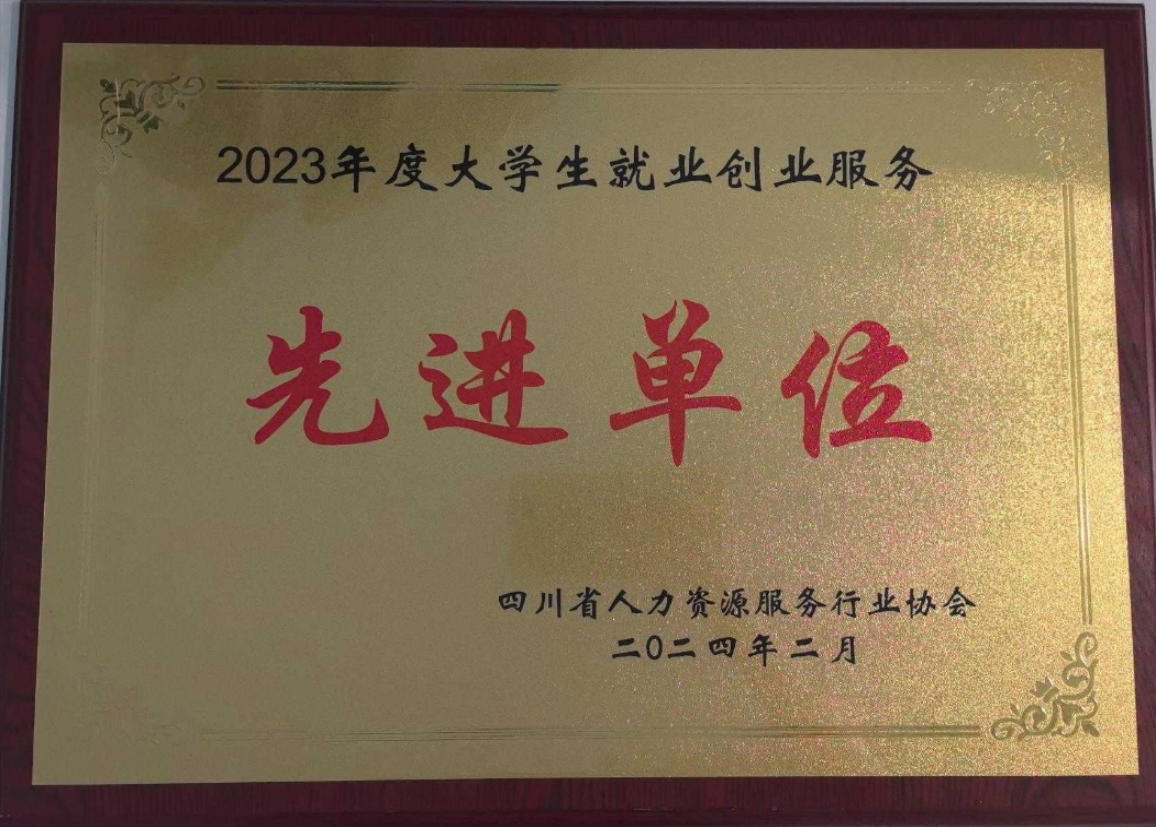 2023年度大学生就业创业服务
先进单位
四川省人力资源服务行业协会
二0二四年二月